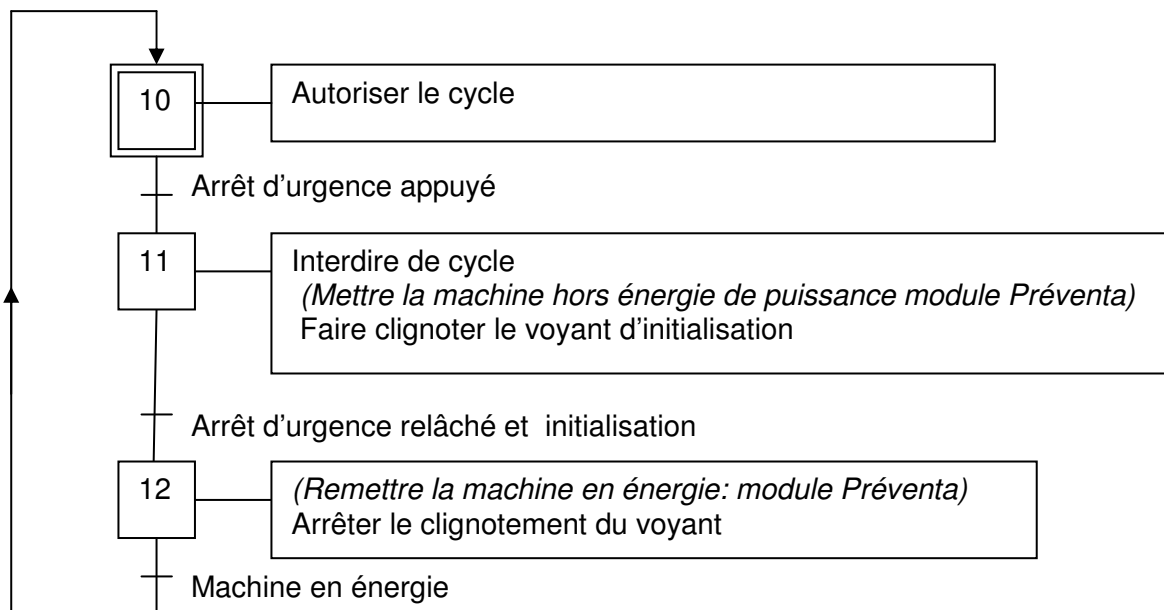 10
Autoriser le cycle
Arrêt d'urgence appuyé
11
Interdire de cycle
(Mettre la machine hors énergie de puissance module Préventa)
Faire clignoter le voyant d’initialisation
Arrêt d’urgence relâché et initialisation
12
(Remettre la machine en énergie: module Préventa)
Arrêter le clignotement du voyant
Machine en énergie